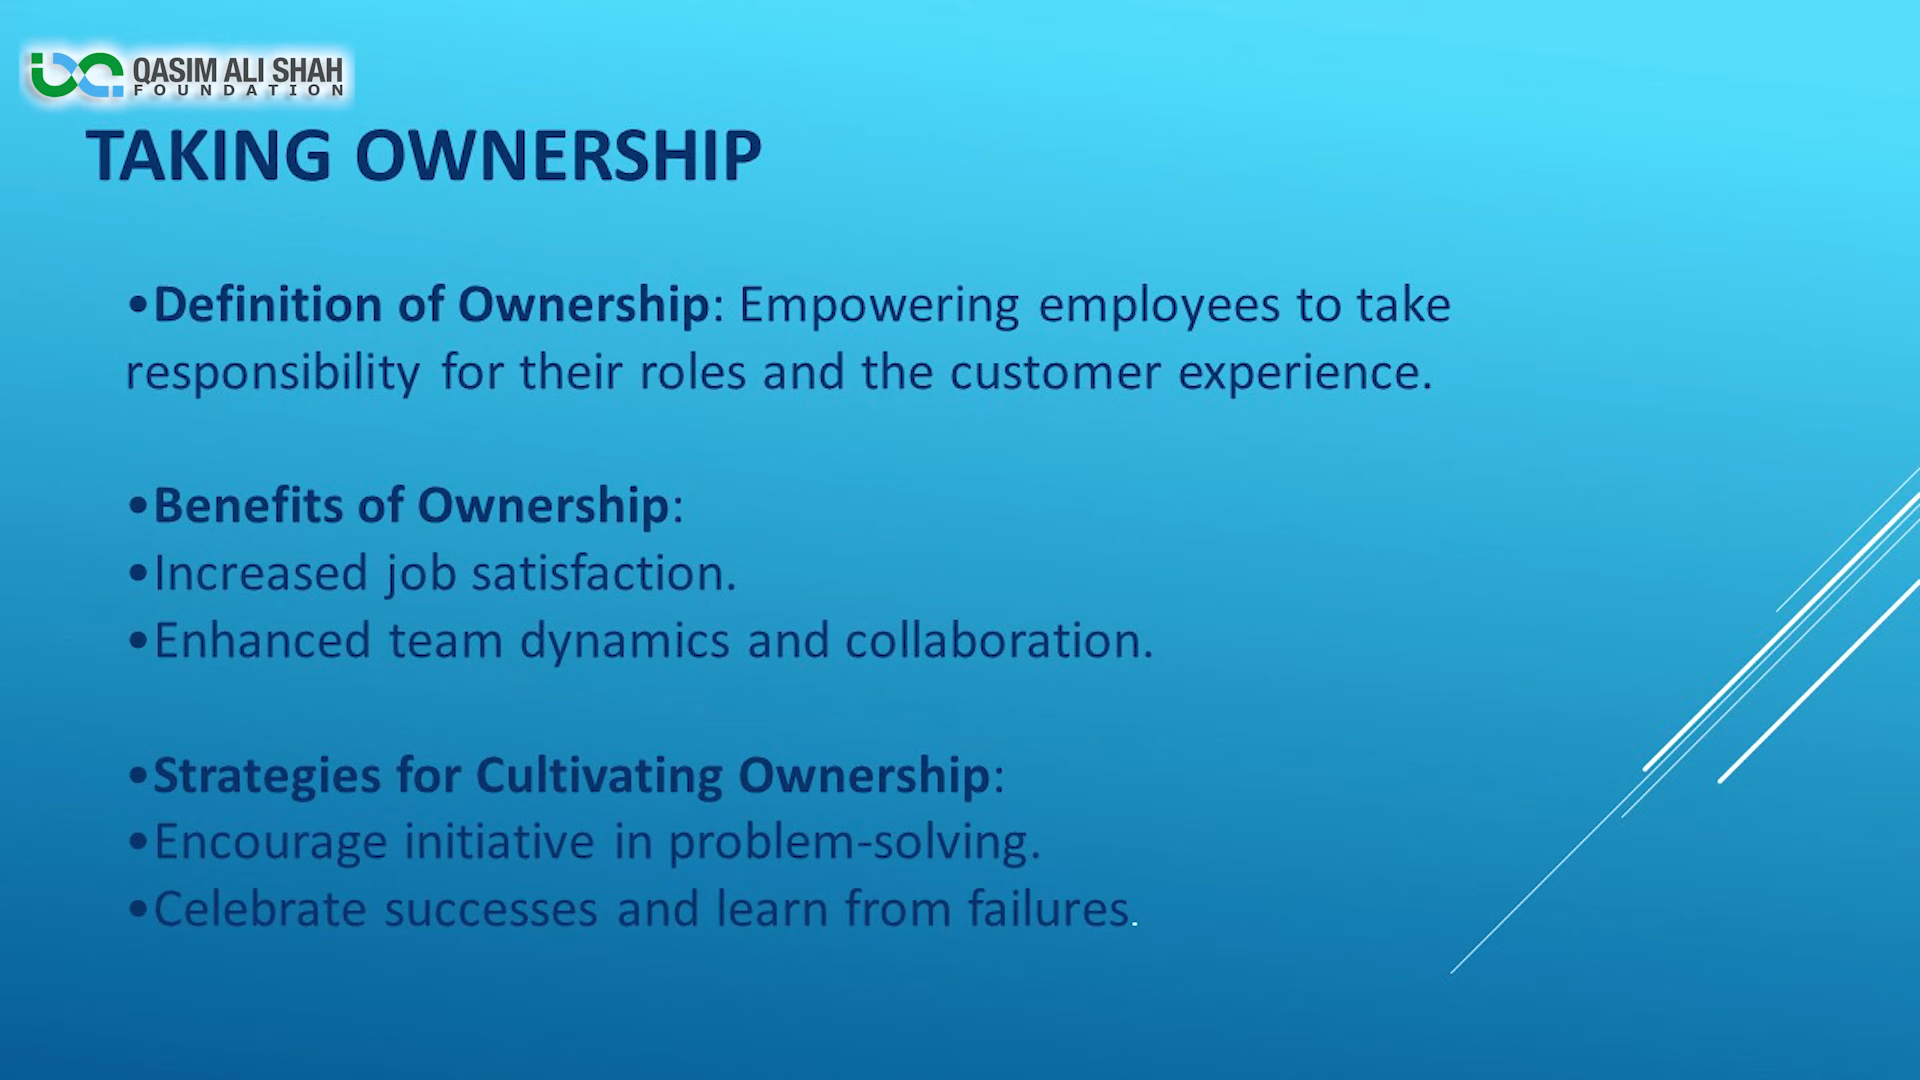 QASIM ALI SHAH
FOUNDATION
TAKING OWNERSHIP
•Definition of Ownership: Empowering employees to take
responsibility for their roles and the customer experience.
•Benefits of Ownership:
•Increased job satisfaction.
•Enhanced team dynamics and collaboration.
•Strategies for Cultivating Ownership:
•Encourage initiative in problem-solving.
•Celebrate successes and learn from failures.